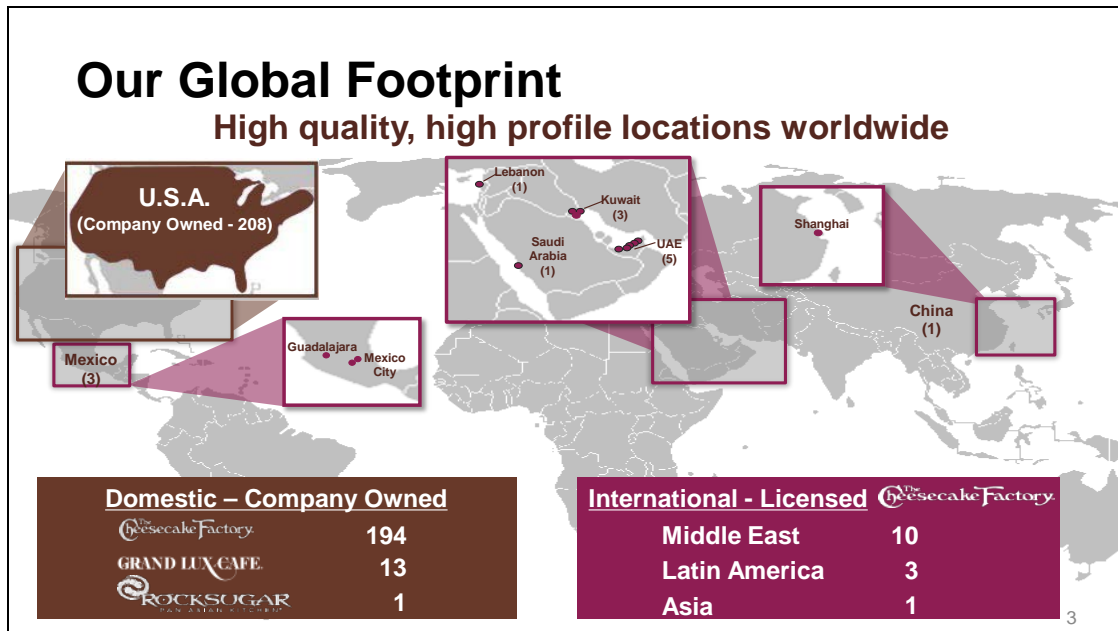 Our Global Footprint
High quality, high profile locations worldwide
U.S.A.
(Company Owned - 208)
Lebanon
(1)
Kuwait
(3)
Saudi
Arabia
(1)
UAE
(5)
Shanghai
China
(1)
Mexico
(3)
Guadalajara
Mexico
City
Domestic – Company Owned
The Cheesecake Factory. 194
GRAND LUX CAFE. 13
ROCKSUGAR 1
PAN ASIAN KITCHEN
International - Licensed The Cheesecake Factory.
Middle East 10
Latin America 3
Asia 1
3